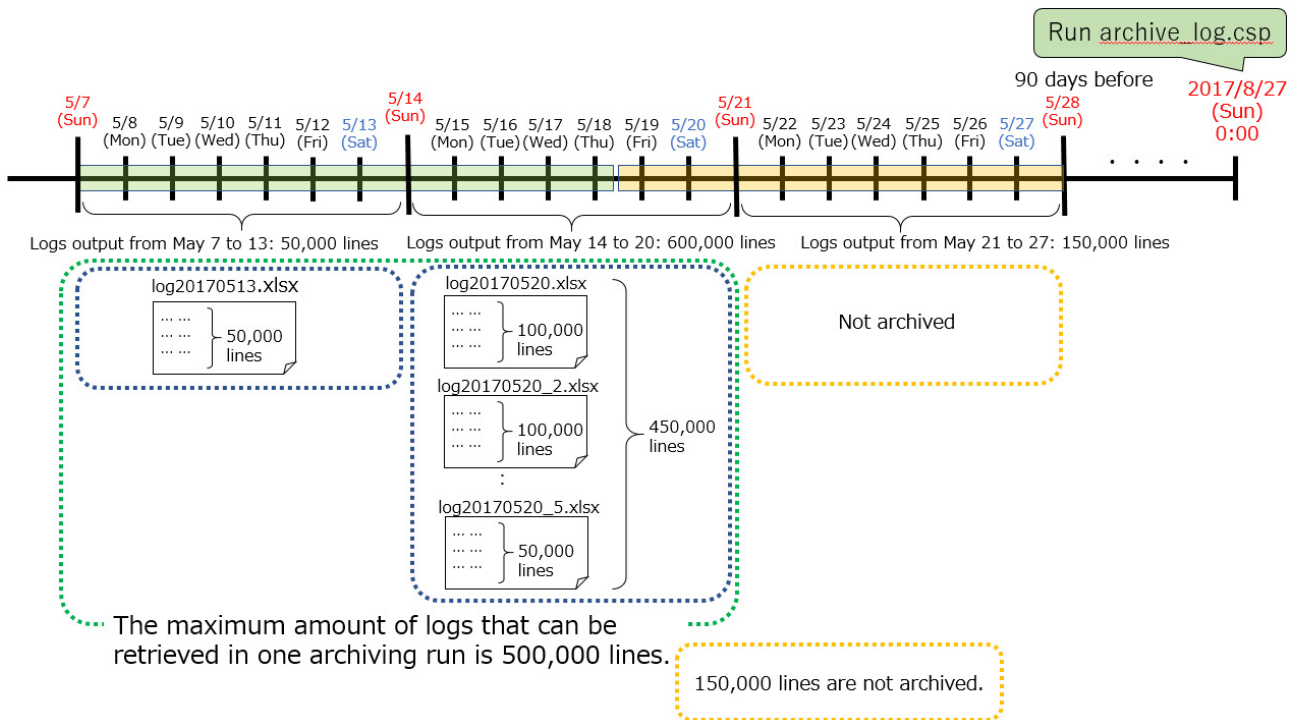 Run archive_log.csp
90 days before
2017/8/27
(Sun)
0:00
5/7
(Sun)
5/8
(Mon)
5/9
(Tue)
5/10
(Wed)
5/11
(Thu)
5/12
(Fri)
5/13
(Sat)
5/14
(Sun)
5/15
(Mon)
5/16
(Tue)
5/17
(Wed)
5/18
(Thu)
5/19
(Fri)
5/20
(Sat)
5/21
(Sun)
5/22
(Mon)
5/23
(Tue)
5/24
(Wed)
5/25
(Thu)
5/26
(Fri)
5/27
(Sat)
5/28
(Sun)
. . . .
Logs output from May 7 to 13: 50,000 lines
Logs output from May 14 to 20: 600,000 lines
Logs output from May 21 to 27: 150,000 lines
log20170513.xlsx
... ...
... ...
... ...
50,000
lines
log20170520.xlsx
... ...
... ...
... ...
100,000
lines
log20170520_2.xlsx
... ...
... ...
... ...
100,000
lines
:
log20170520_5.xlsx
... ...
... ...
... ...
50,000
lines
450,000
lines
Not archived
The maximum amount of logs that can be
retrieved in one archiving run is 500,000 lines.
150,000 lines are not archived.